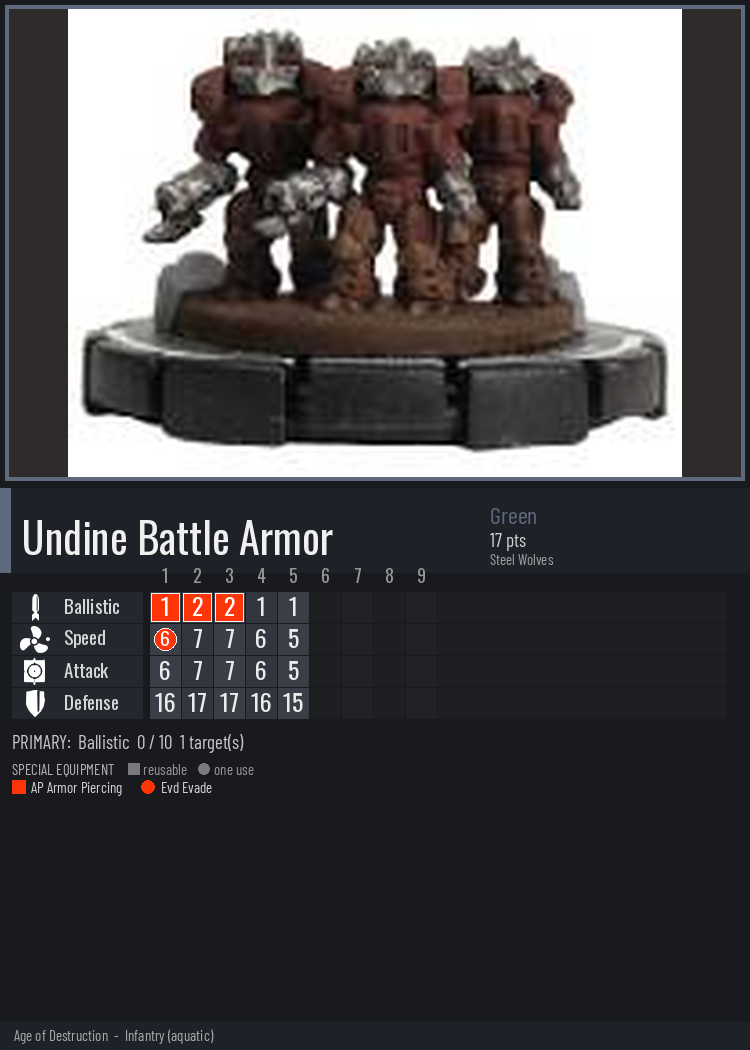 Undine Battle Armor
Green
17 pts
Steel Wolves
1 2 3 4 5 6 7 8 9
Ballistic 1 2 2 1 1
Speed 6 7 7 6 5
Attack 6 7 7 6 5
Defense 16 17 17 16 15
PRIMARY: Ballistic 0 / 10 1 target(s)
SPECIAL EQUIPMENT reusable one use
AP Armor Piercing Evd Evade
Age of Destruction - Infantry (aquatic)